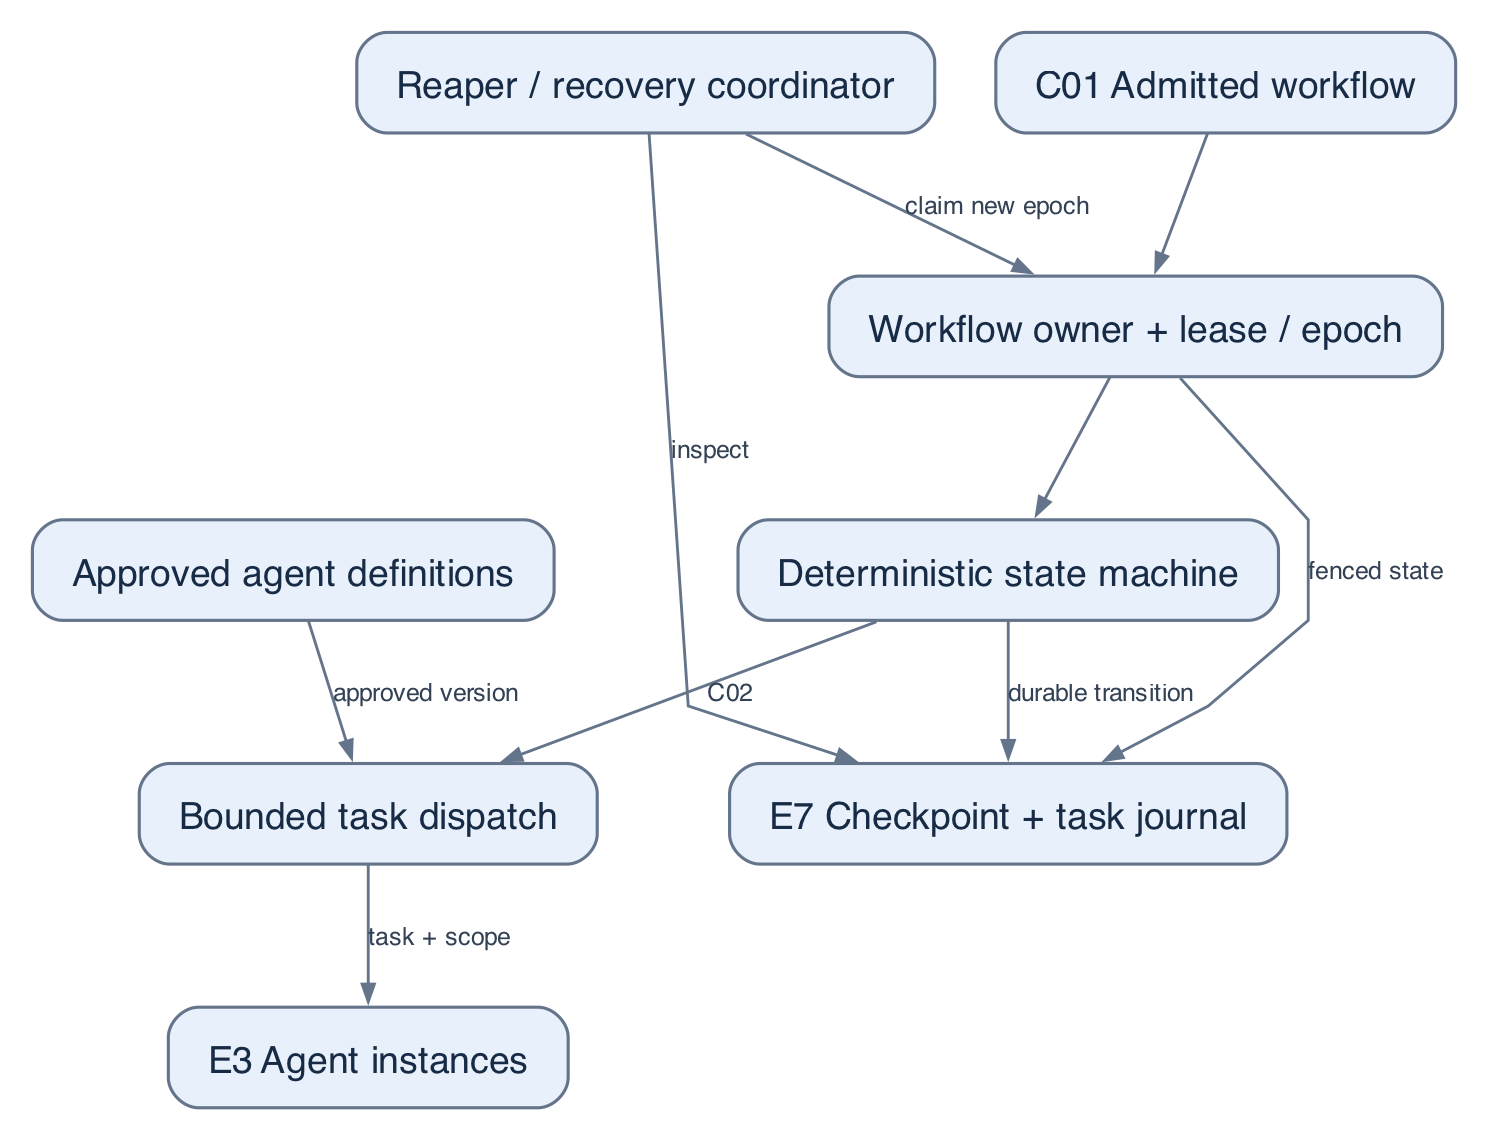 Reaper / recovery coordinator
C01 Admitted workflow
claim new epoch
Workflow owner + lease / epoch
inspect
Approved agent definitions
Deterministic state machine
fenced state
approved version
C02
durable transition
Bounded task dispatch
E7 Checkpoint + task journal
task + scope
E3 Agent instances